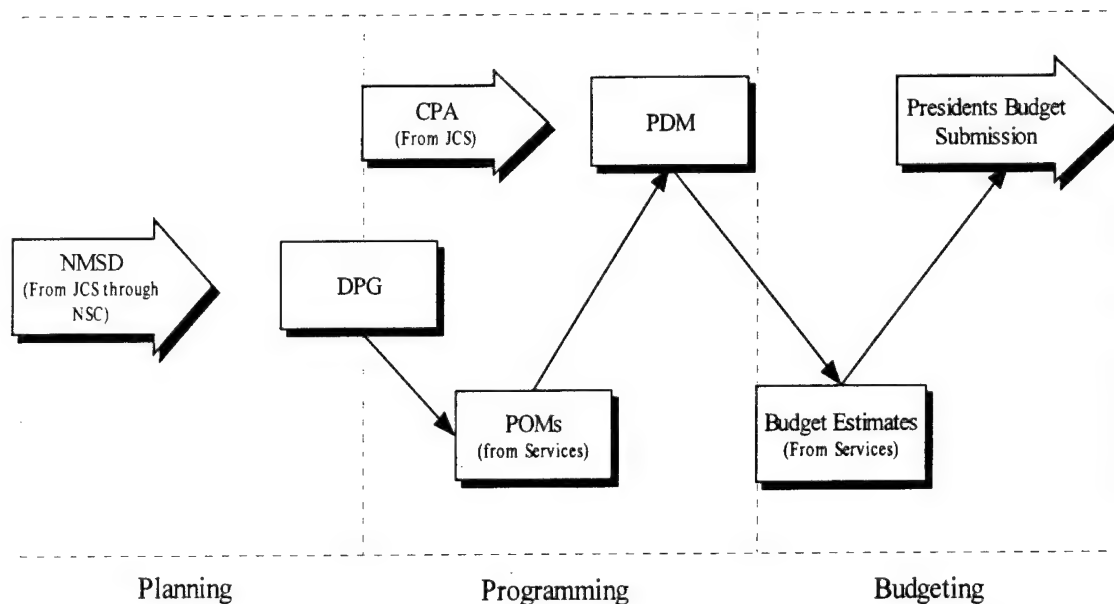 CPA
(From JCS)
PDM
Presidents Budget
Submission
NMSD
(From JCS through
NSC)
DPG
POMs
(from Services)
Budget Estimates
(From Services)
Planning
Programming
Budgeting